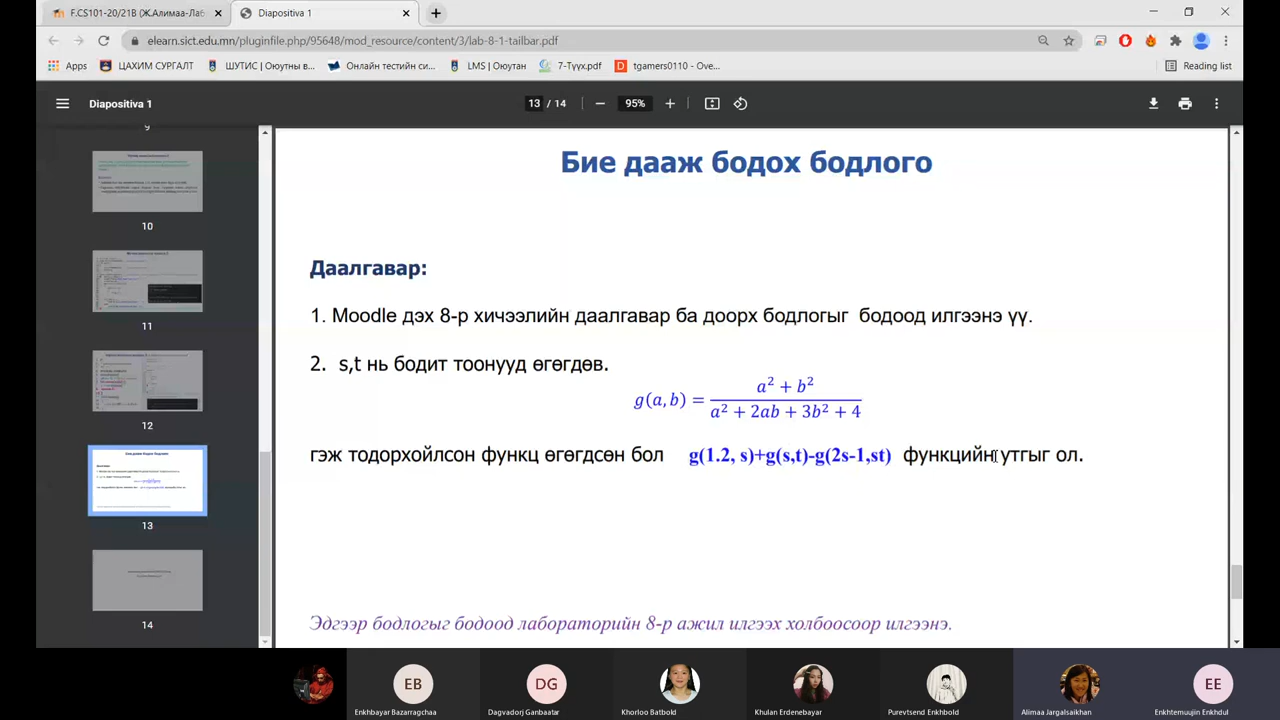 F.CS101-20/21B (Ж.Алимаа-Лаб
Diapositiva 1
elearn.sict.edu.mn/pluginfile.php/95648/mod_resource/content/3/lab-8-1-tailbar.pdf
Apps ЦАХИМ СУРГАЛТ ШУТИС | Оюутны в... Онлайн тестийн си... LMS | Оюутан 7-Түүх.pdf tgamers0110 - Ove... Reading list
Diapositiva 1 13 / 14 95%
9
10
11
12
13
14
Бие дааж бодох бодлого
Даалгавар:
1. Moodle дэх 8-р хичээлийн даалгавар ба доорх бодлогыг бодоод илгээнэ үү.
2. s,t нь бодит тоонууд өгөгдөв.
g(a, b) = (a² + b²) / (a² + 2ab + 3b² + 4)
гэж тодорхойлсон функц өгөгдсөн бол g(1.2, s)+g(s,t)-g(2s-1,st) функцийн утгыг ол.
Эдгээр бодлогыг бодоод лабораторийн 8-р ажил илгээх холбоосоор илгээнэ.
EB DG EE
Enkhbayar Bazarragchaa Dagvadorj Ganbaatar Khorloo Batbold Khulan Erdenebayar Purevtsend Enkhbold Alimaa Jargalsaikhan Enkhtemuujin Enkhdul